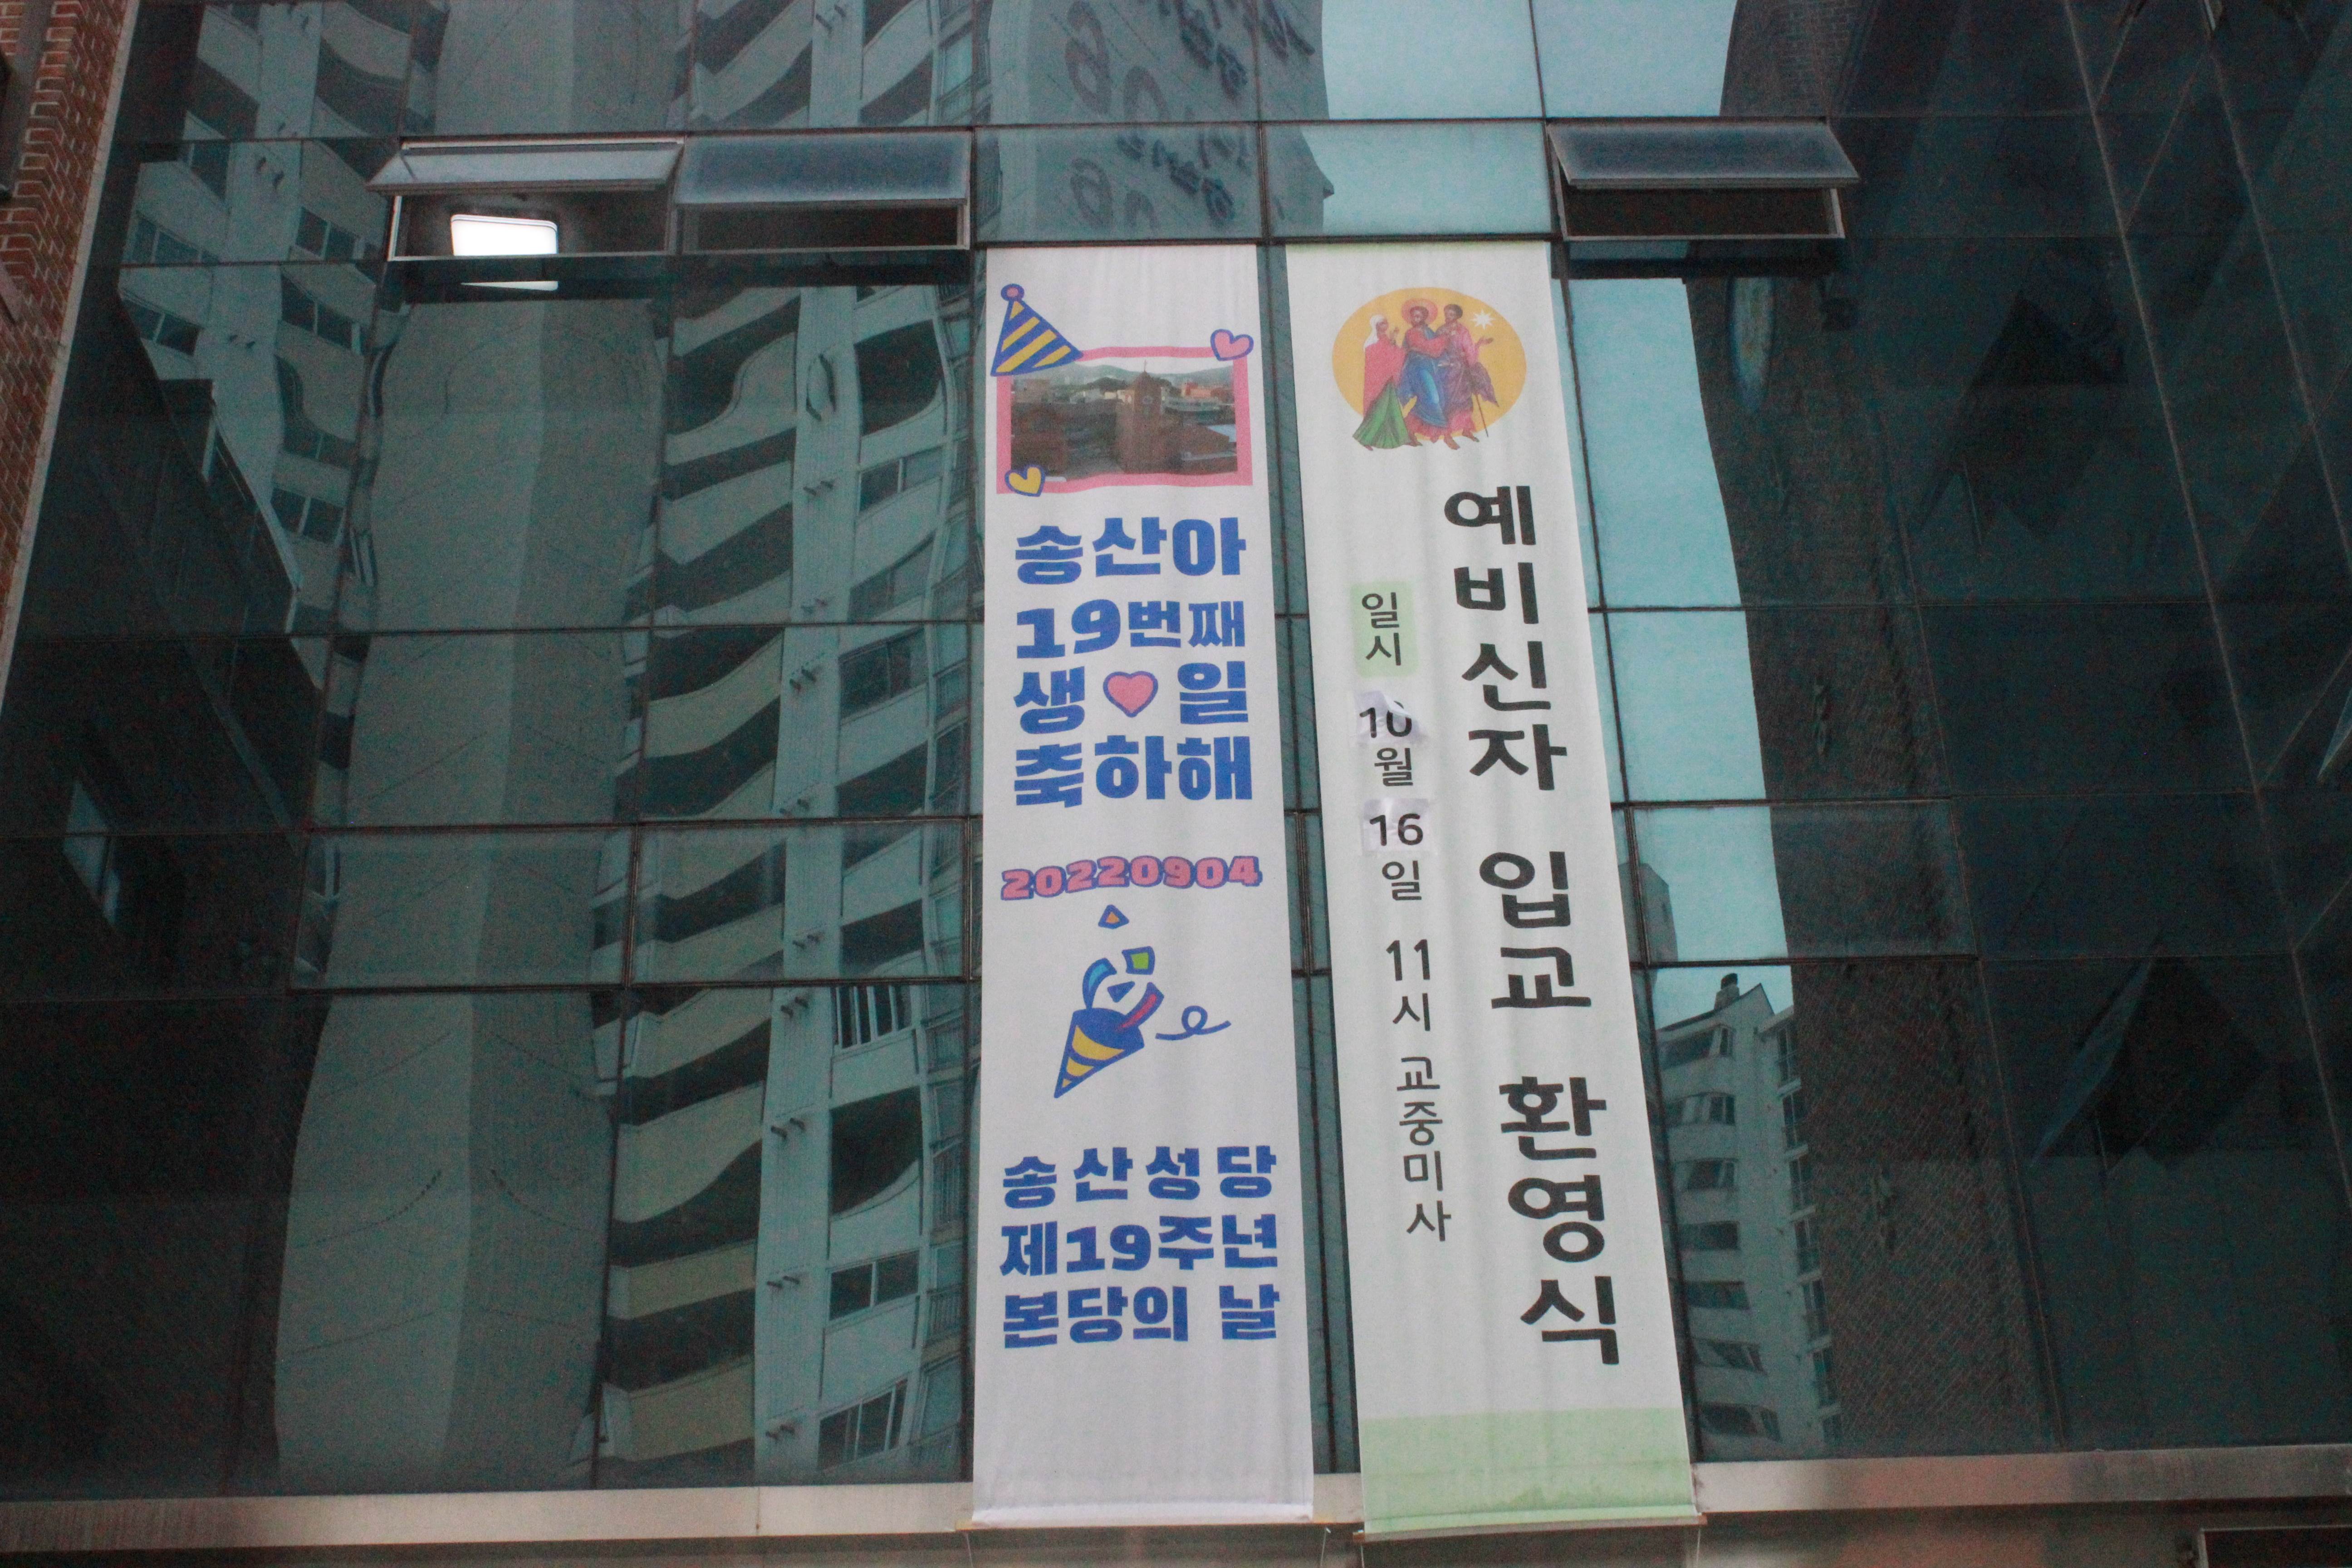 송산아
19번째
생일
축하해
20220904
송산성당
제19주년
본당의 날
예비신자 입교 환영식
일시
10월 16일 11시 교중미사